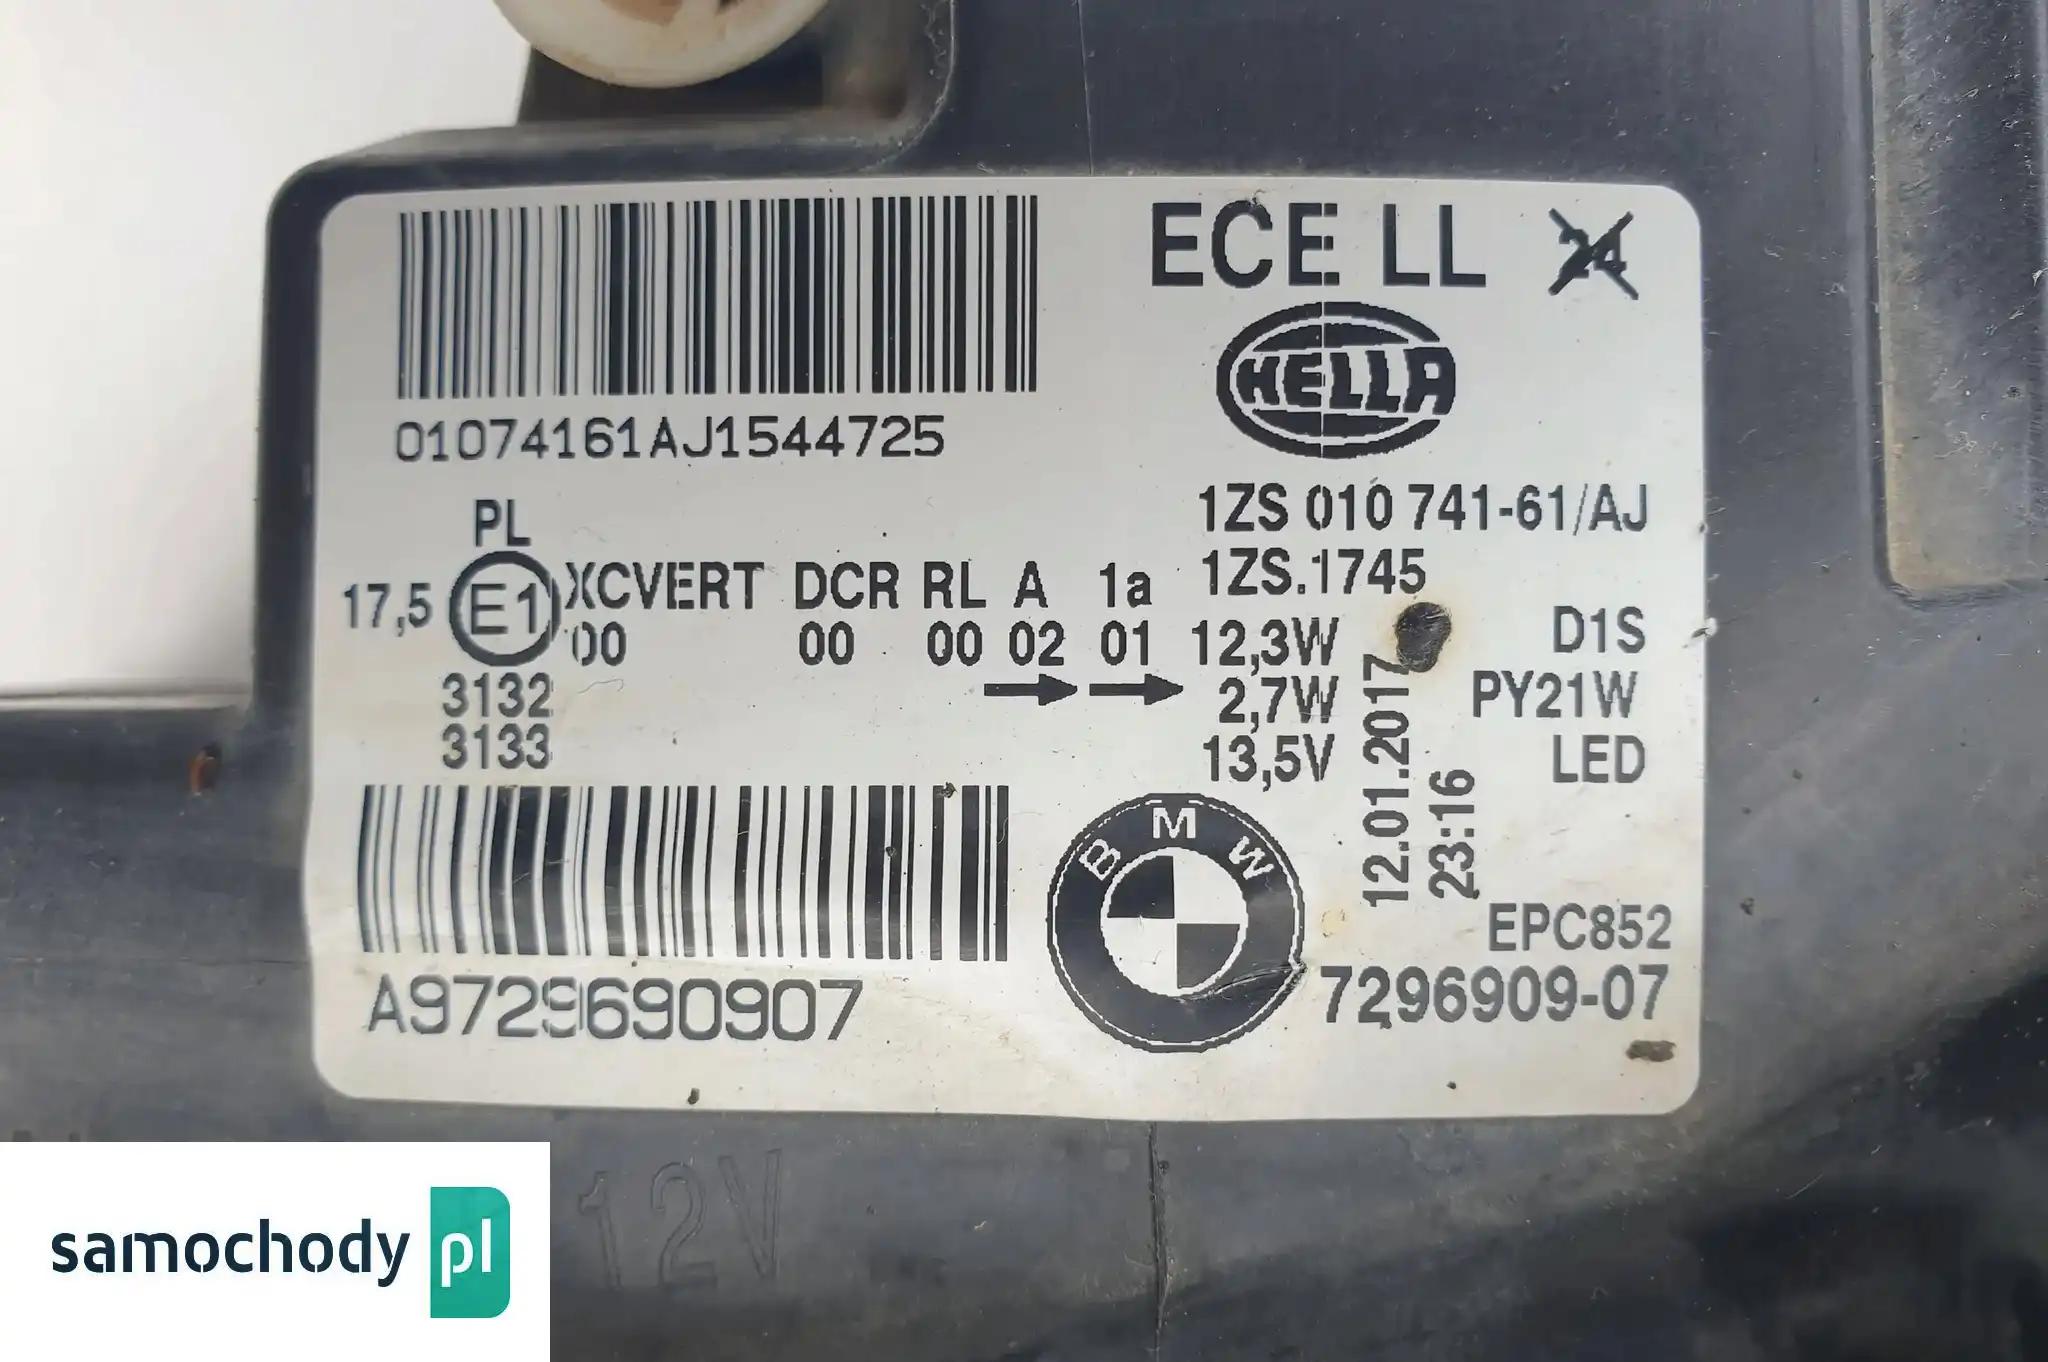 ECE LL
24
HELLA
01074161AJ1544725
1ZS 010 741-61/AJ
1ZS.1745
PL
17,5 E1 XCVERT DCR RL A 1a
00 00 00 02 01
3132
3133
12,3W
2,7W
13,5V
12.01.2017
23:16
D1S
PY21W
LED
BMW
EPC852
7296909-07
A9729690907
12V
samochody pl